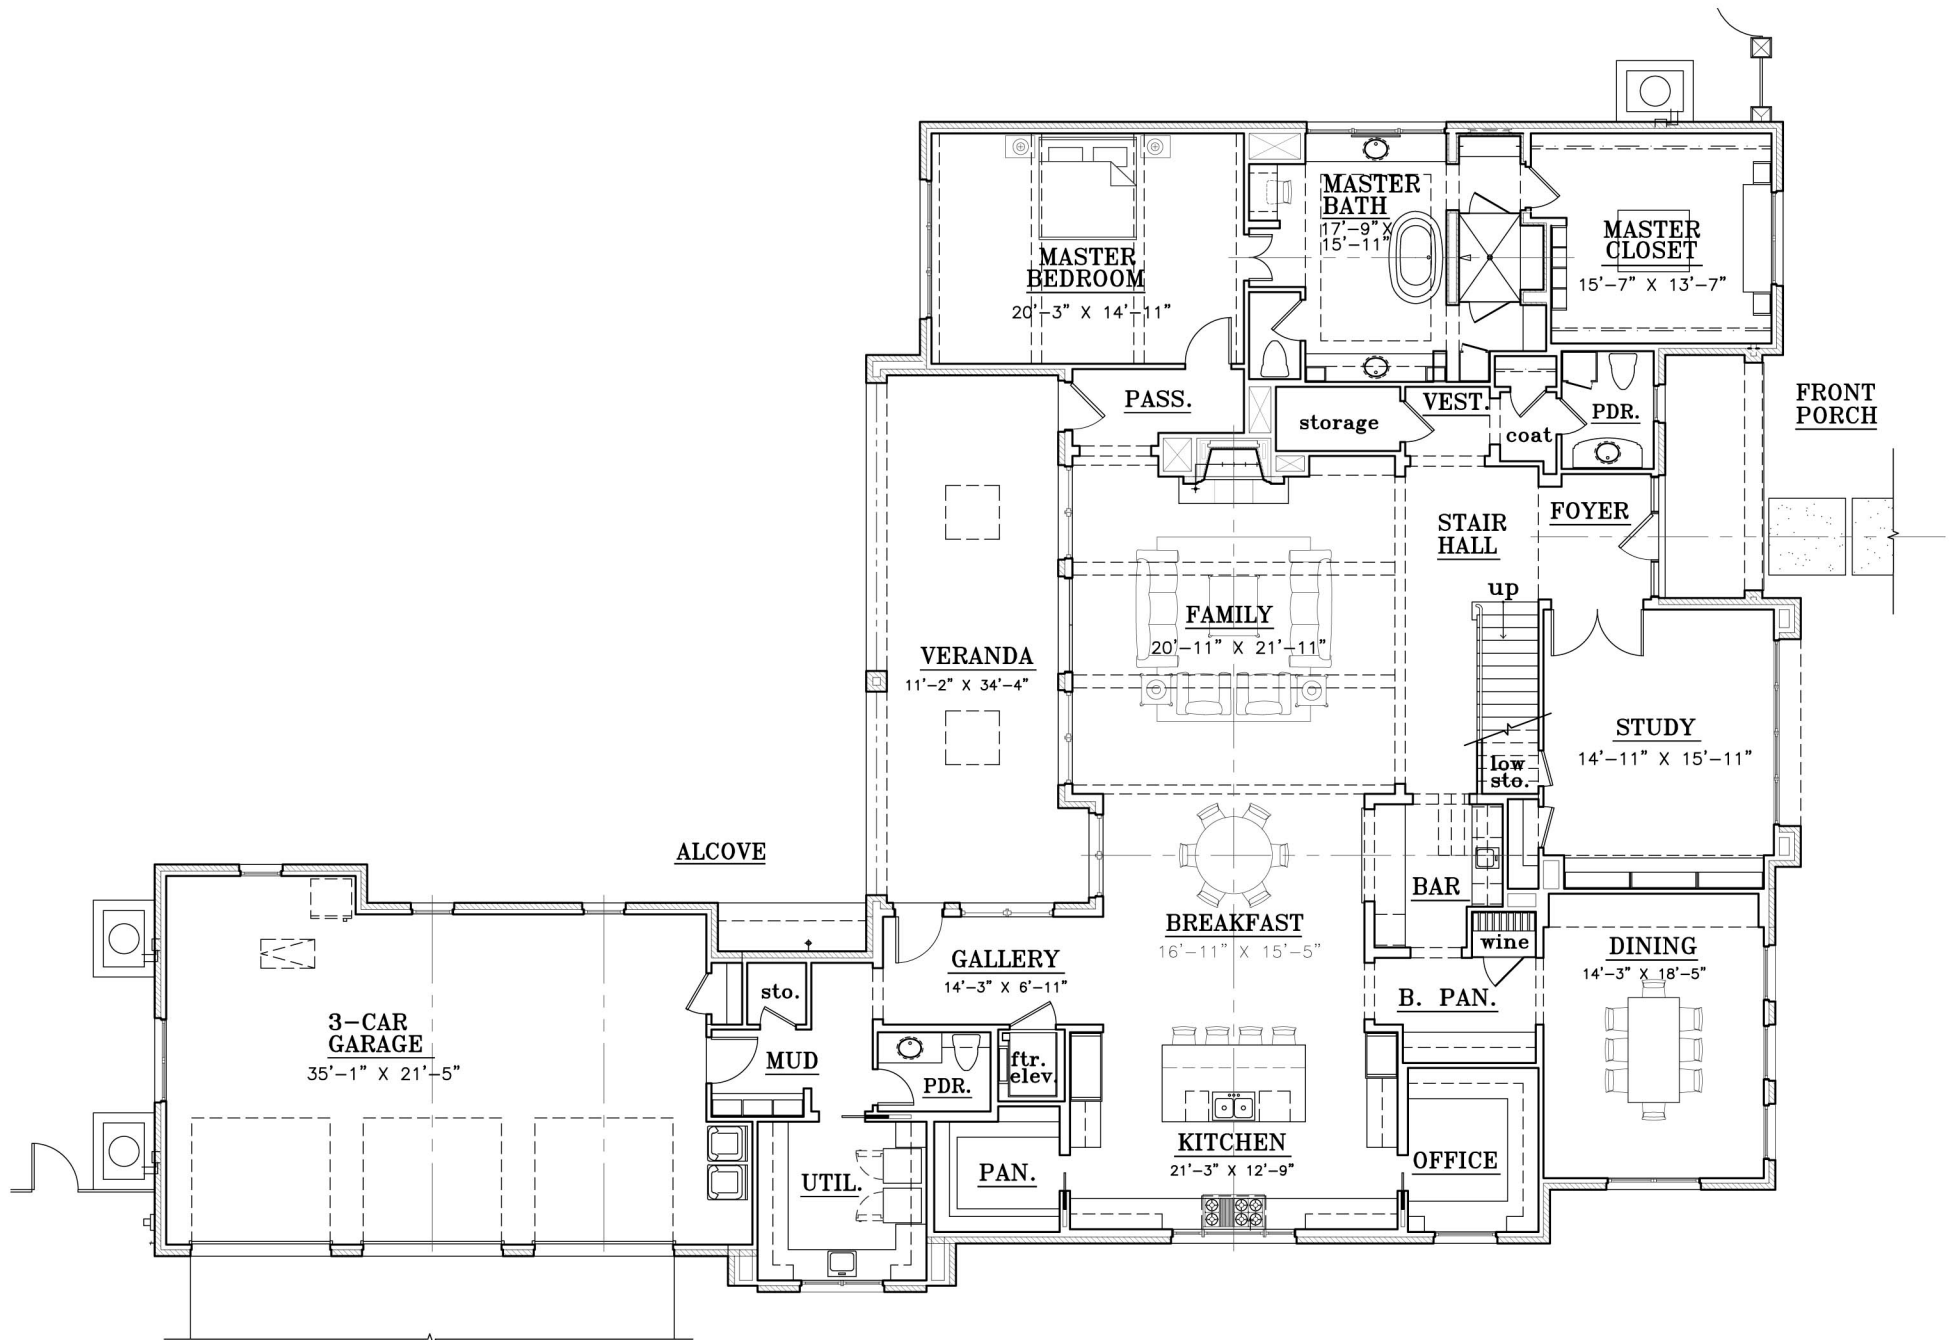 MASTER
BATH
17'-9" X
15'-11"
MASTER
CLOSET
15'-7" X 13'-7"
MASTER
BEDROOM
20'-3" X 14'-11"
PASS.
storage
VEST.
coat
PDR.
FRONT
PORCH
FOYER
STAIR
HALL
up
FAMILY
20'-11" X 21'-11"
VERANDA
11'-2" X 34'-4"
STUDY
14'-11" X 15'-11"
low
sto.
ALCOVE
BAR
BREAKFAST
16'-11" X 15'-5"
wine
DINING
14'-3" X 18'-5"
GALLERY
14'-3" X 6'-11"
sto.
B. PAN.
3-CAR
GARAGE
35'-1" X 21'-5"
MUD
PDR.
ftr.
elev.
KITCHEN
21'-3" X 12'-9"
OFFICE
PAN.
UTIL.